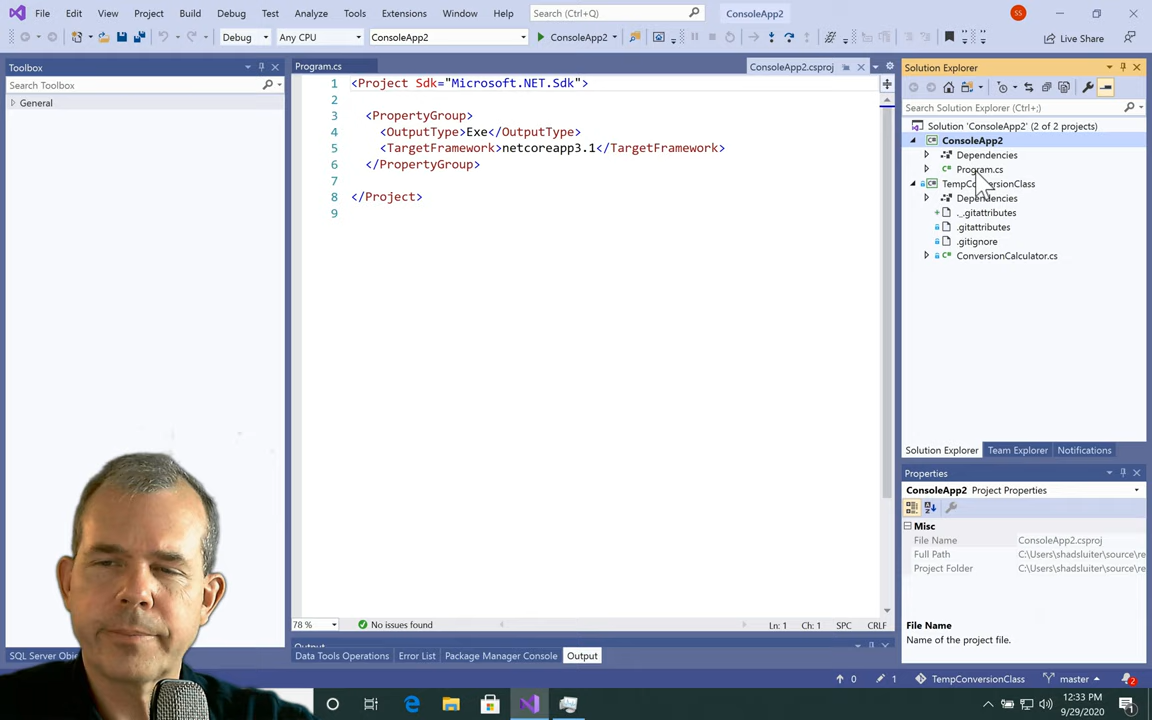 File Edit View Project Build Debug Test Analyze Tools Extensions Window Help Search (Ctrl+Q) ConsoleApp2 SS
Debug Any CPU ConsoleApp2 ConsoleApp2 Live Share
Toolbox
Search Toolbox
General
Program.cs ConsoleApp2.csproj
1 <Project Sdk="Microsoft.NET.Sdk">
2
3 <PropertyGroup>
4 <OutputType>Exe</OutputType>
5 <TargetFramework>netcoreapp3.1</TargetFramework>
6 </PropertyGroup>
7
8 </Project>
9
Solution Explorer
Search Solution Explorer (Ctrl+;)
Solution 'ConsoleApp2' (2 of 2 projects)
ConsoleApp2
Dependencies
Program.cs
TempConversionClass
Dependencies
._.gitattributes
.gitattributes
.gitignore
ConversionCalculator.cs
Solution Explorer Team Explorer Notifications
Properties
ConsoleApp2 Project Properties
Misc
File Name ConsoleApp2.csproj
Full Path C:\Users\shadsluiter\source\re
Project Folder C:\Users\shadsluiter\source\re
File Name
Name of the project file.
78 % No issues found Ln: 1 Ch: 1 SPC CRLF
Output
SQL Server Obj
Data Tools Operations Error List Package Manager Console Output
0 1 TempConversionClass master 2
12:33 PM
9/29/2020
1